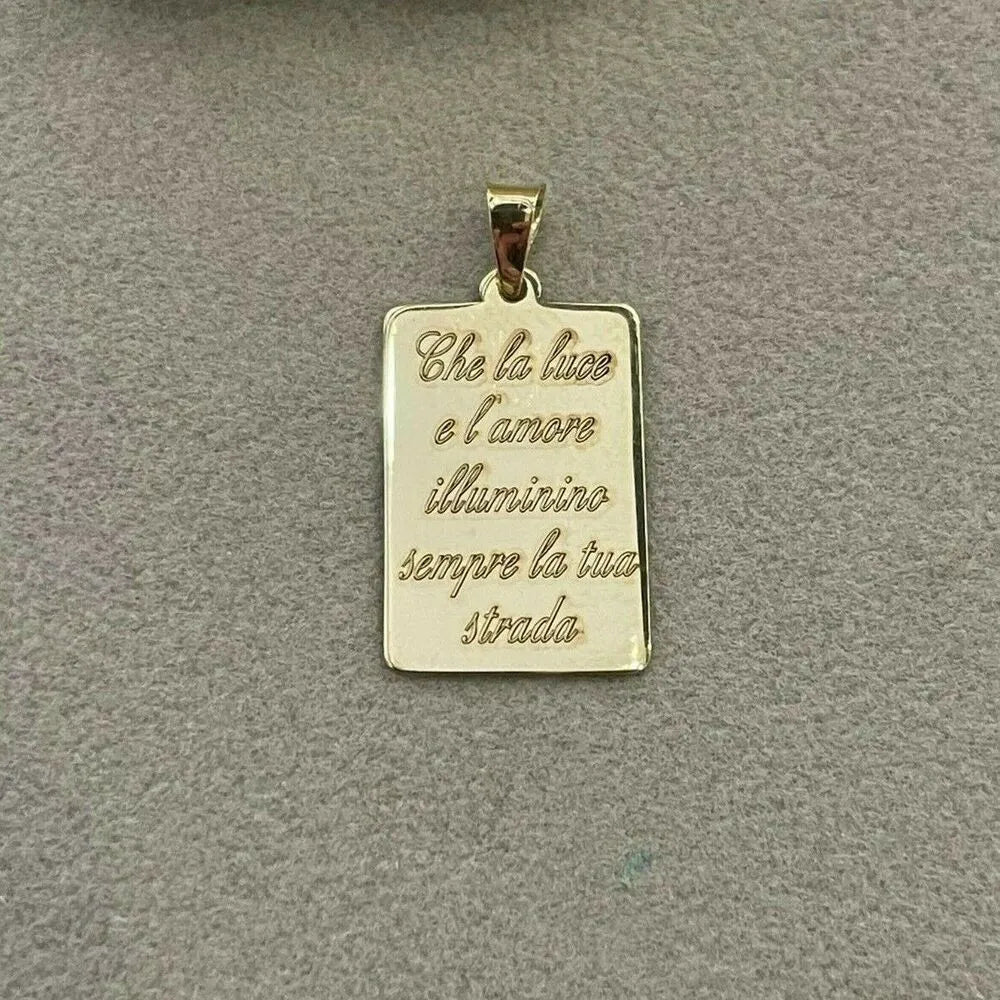 Che la luce
e l'amore
illuminino
sempre la tua
strada